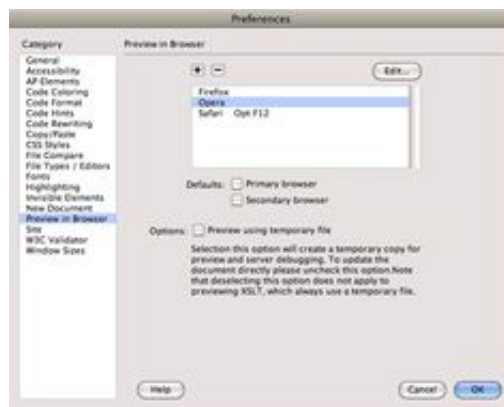 Preferences
Category
Preview in Browser
General
Accessibility
AP Elements
Code Coloring
Code Format
Code Hints
Code Rewriting
Copy/Paste
CSS Styles
File Compare
File Types / Editors
Fonts
Highlighting
Invisible Elements
New Document
Preview in Browser
Site
W3C Validator
Window Sizes
+ −
Edit...
Firefox
Opera
Safari Opt F12
Defaults: Primary browser
Secondary browser
Options: Preview using temporary file
Selection this option will create a temporary copy for
preview and server debugging. To update the
document directly please uncheck this option.Note
that deselecting this option does not apply to
previewing XSLT, which always use a temporary file.
Help
Cancel
OK